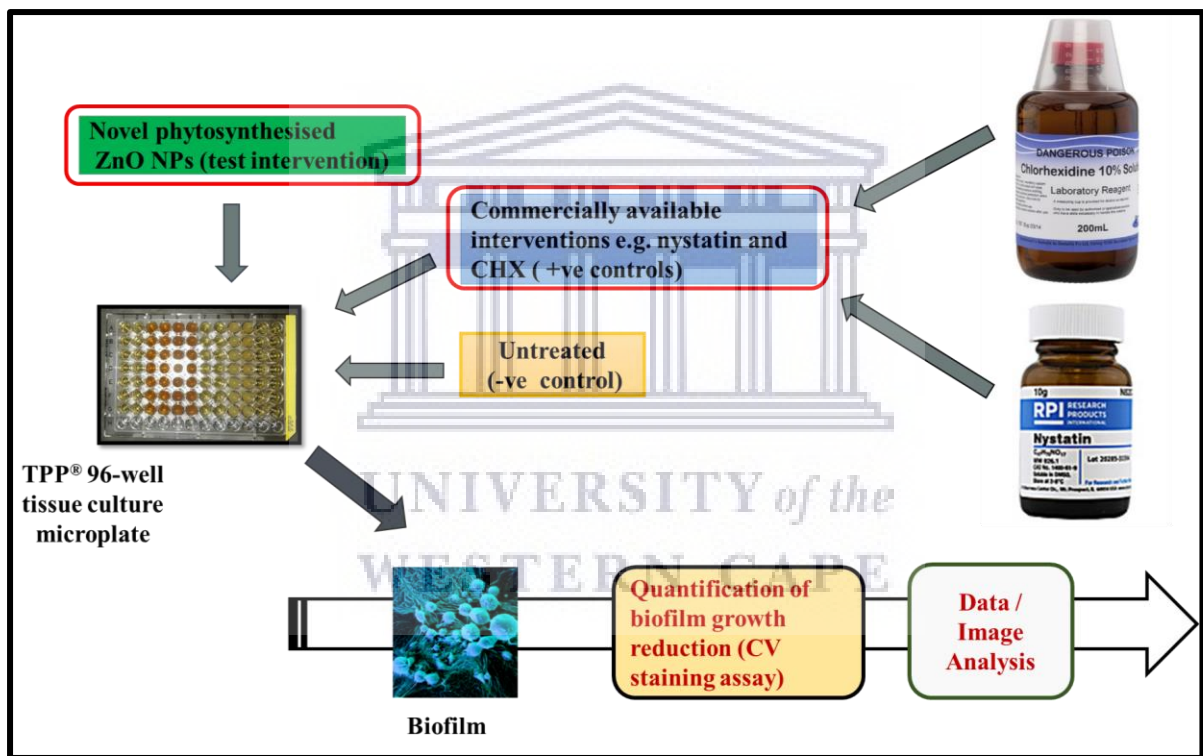 Novel phytosynthesised
ZnO NPs (test intervention)
Commercially available
interventions e.g. nystatin and
CHX ( +ve controls)
Untreated
(-ve control)
DANGEROUS POISON
Chlorhexidine 10% Solu
Laboratory Reagent
200mL
10g
RPI RESEARCH
PRODUCTS
INTERNATIONAL
Nystatin
TPP® 96-well
tissue culture
microplate
UNIVERSITY of the
WESTERN CAPE
Quantification of
biofilm growth
reduction (CV
staining assay)
Data /
Image
Analysis
Biofilm